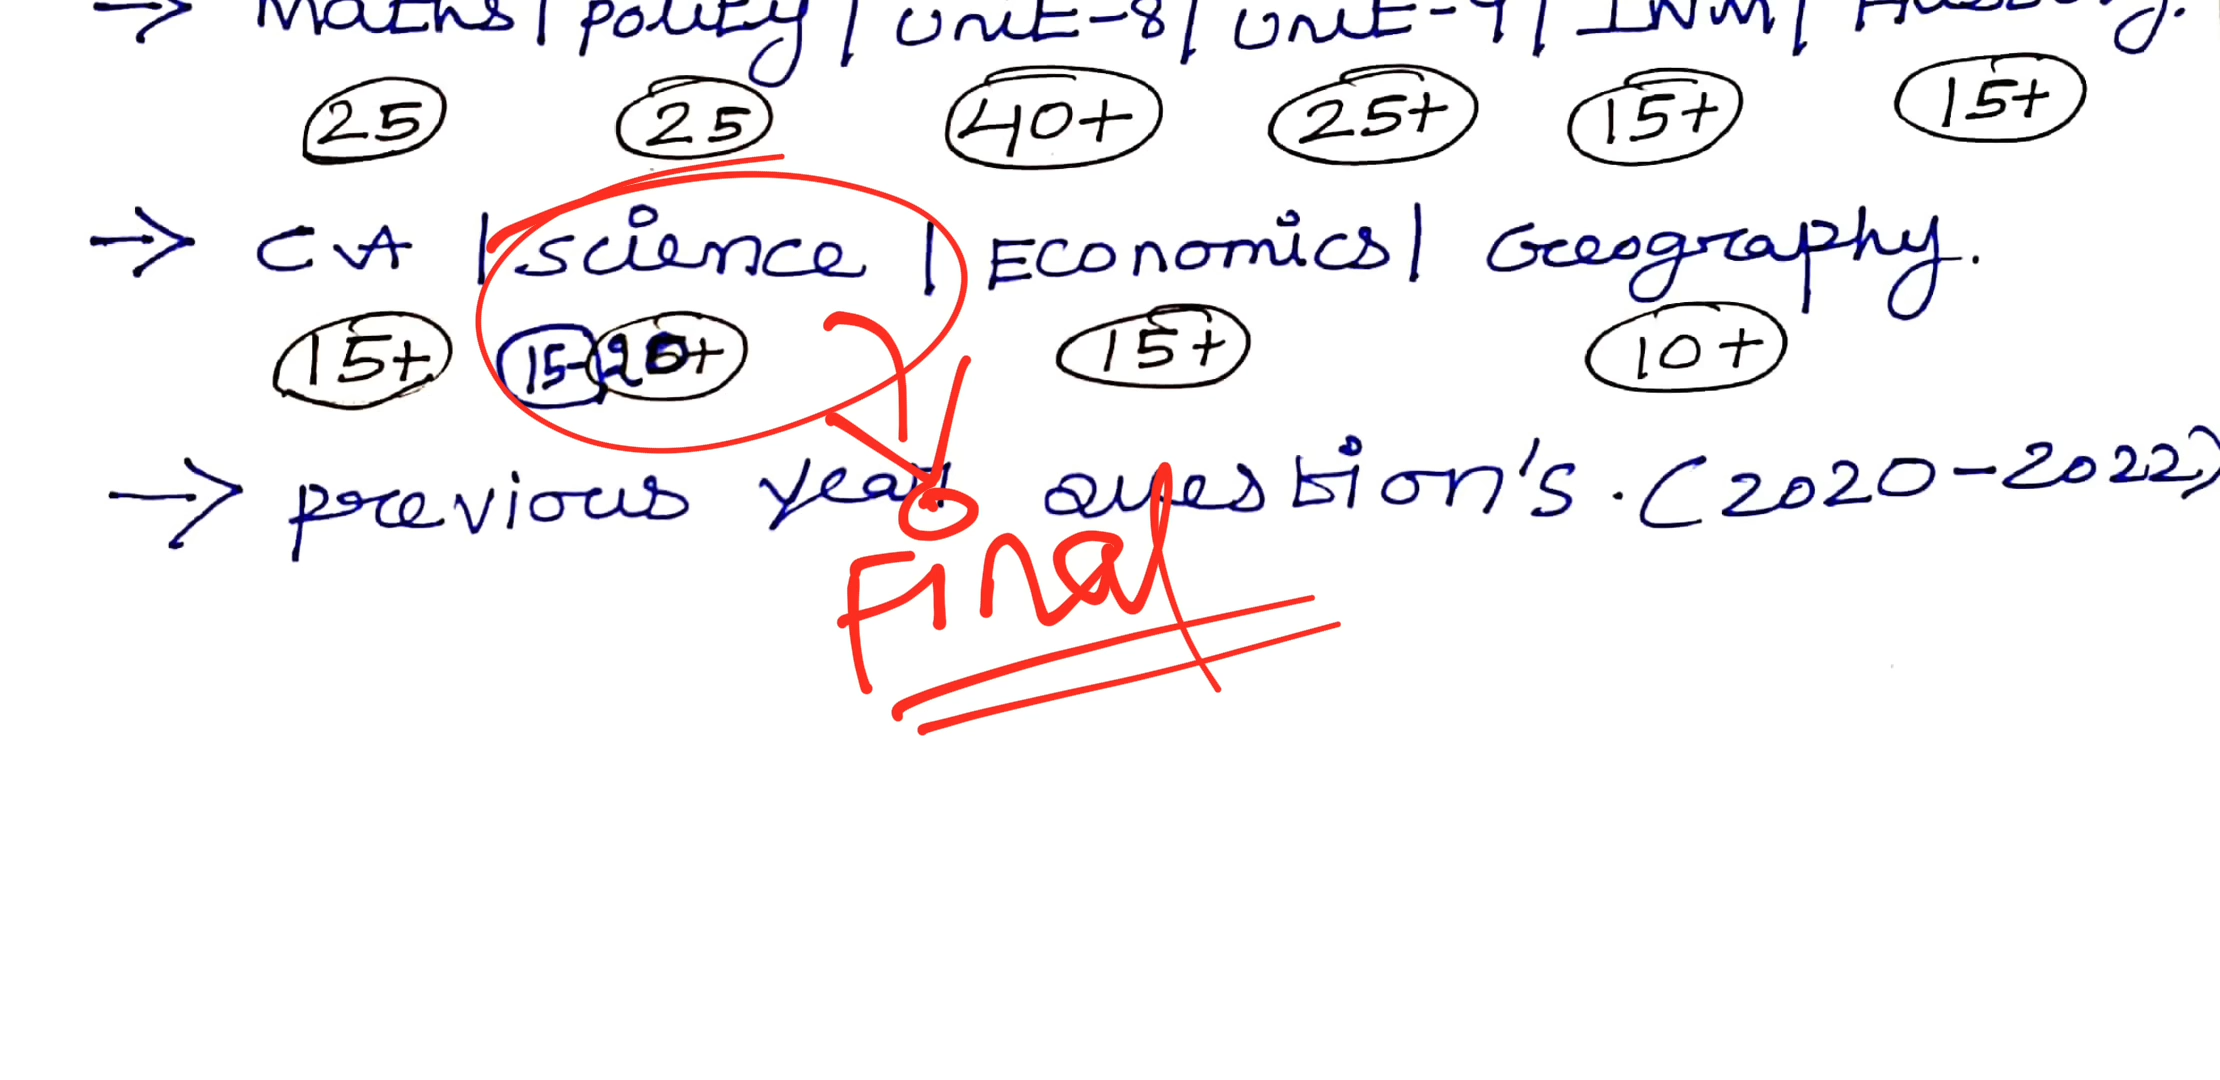 → Maths | Polity | Unit-8 | Unit-9 | INM | History.
25 25 40+ 25+ 15+ 15+
→ CA | Science | Economics | Geography.
15+ 15-20+ 15+ 10+
→ previous year question's. (2020-2022)
Final